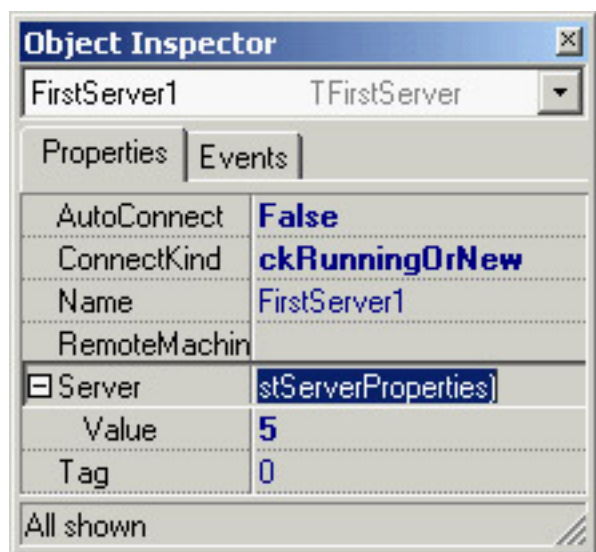 Object Inspector
FirstServer1 TFirstServer
Properties Events
AutoConnect False
ConnectKind ckRunningOrNew
Name FirstServer1
RemoteMachin
Server stServerProperties)
Value 5
Tag 0
All shown